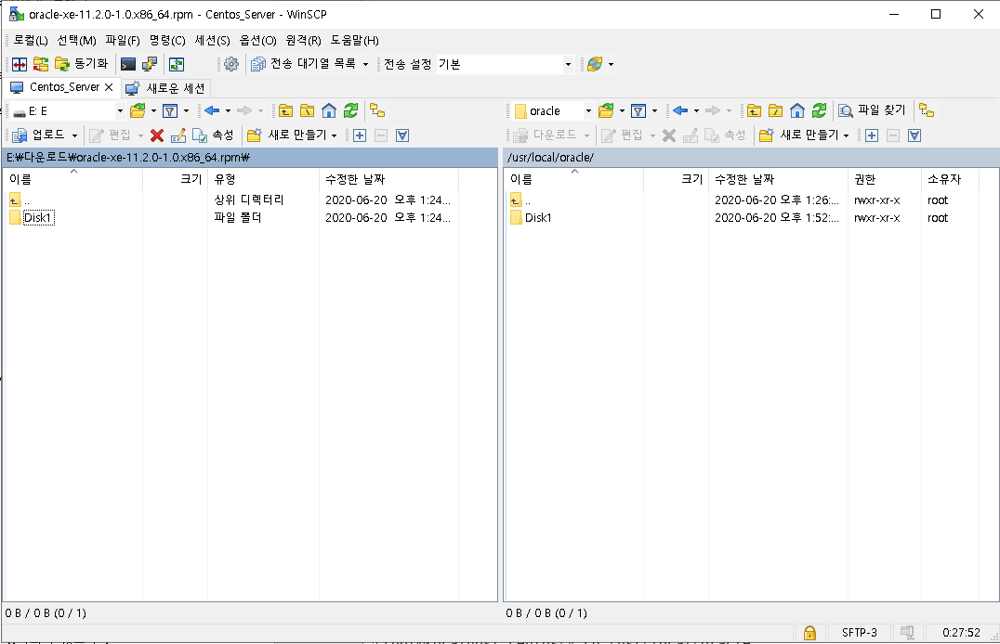 oracle-xe-11.2.0-1.0.x86_64.rpm - Centos_Server - WinSCP
로컬(L) 선택(M) 파일(F) 명령(C) 세션(S) 옵션(O) 원격(R) 도움말(H)
동기화 전송 대기열 목록 전송 설정 기본
Centos_Server 새로운 세션
E: E oracle 파일 찾기
업로드 편집 속성 새로 만들기 다운로드 편집 속성 새로 만들기
E:₩다운로드₩oracle-xe-11.2.0-1.0.x86_64.rpm₩ /usr/local/oracle/
이름 크기 유형 수정한 날짜 이름 크기 수정한 날짜 권한 소유자
.. 상위 디렉터리 2020-06-20 오후 1:24... .. 2020-06-20 오후 1:26:... rwxr-xr-x root
Disk1 파일 폴더 2020-06-20 오후 1:24... Disk1 2020-06-20 오후 1:52:... rwxr-xr-x root
0 B / 0 B (0 / 1) 0 B / 0 B (0 / 1)
SFTP-3 0:27:52